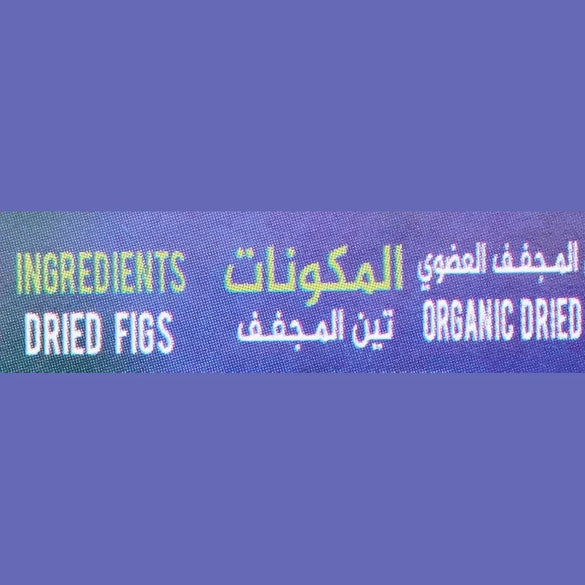 INGREDIENTS
DRIED FIGS
المكونات
تين المجفف
المجفف العضوي
ORGANIC DRIED